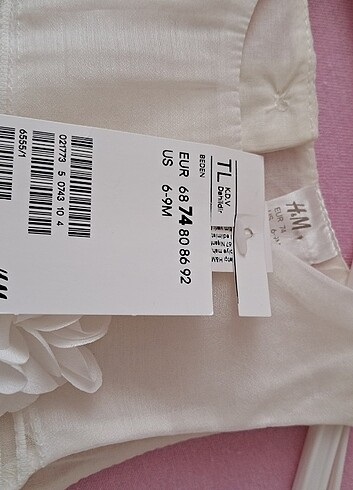 TL K.D.V.
Dahildir
BEDEN
EUR 68 74 80 86 92
US 6-9M
021773 5 0743 10 4
6555/1
H&M
EUR 74